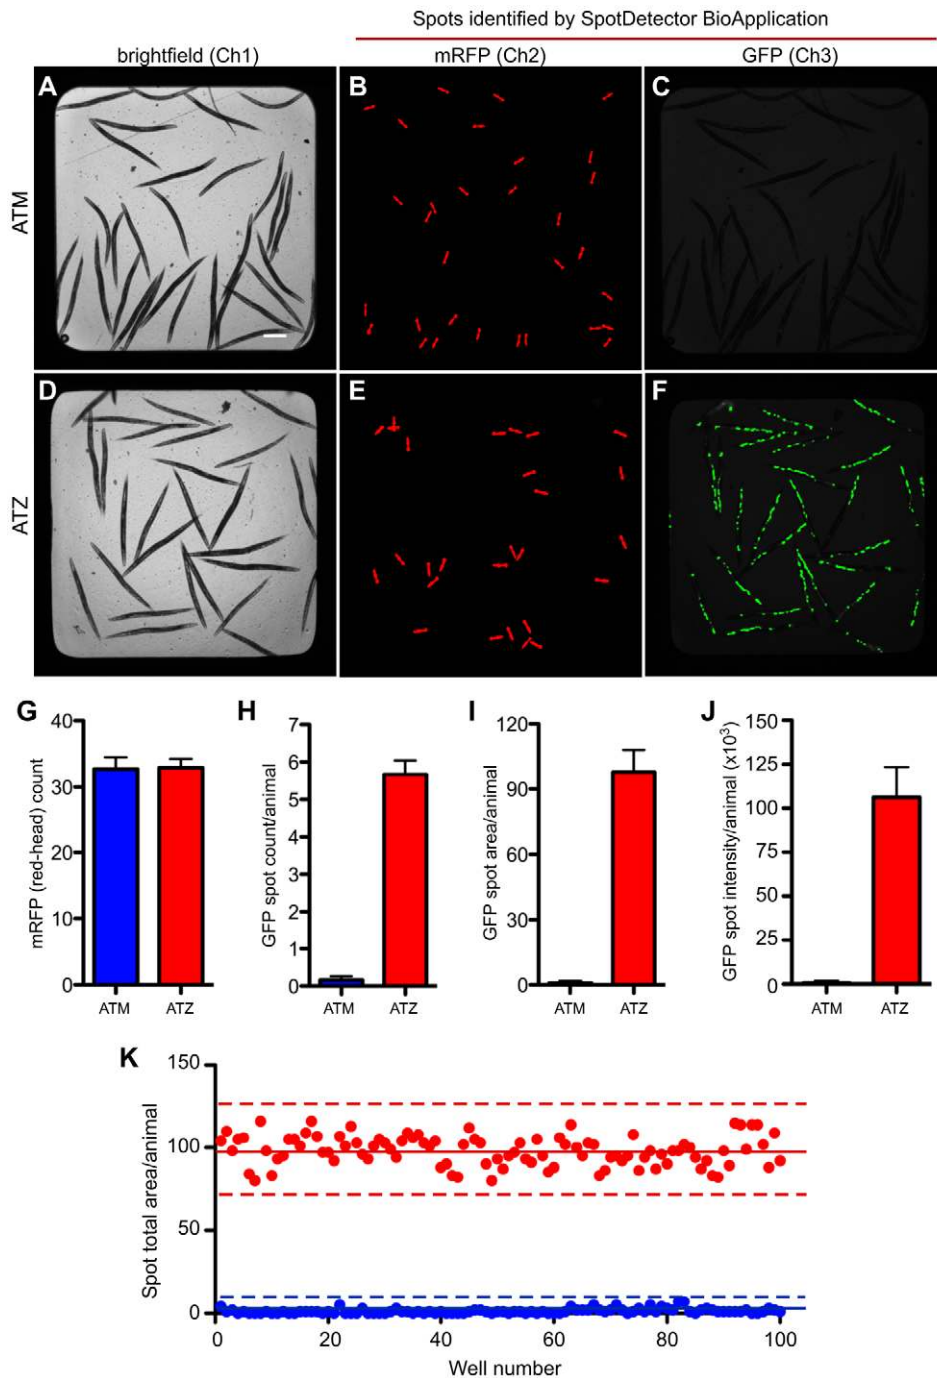 Spots identified by SpotDetector BioApplication
brightfield (Ch1)
mRFP (Ch2)
GFP (Ch3)
A
B
C
ATM
D
E
F
ATZ
G
mRFP (red-head) count
40
30
20
10
0
ATM
ATZ
H
GFP spot count/animal
7
6
5
4
3
2
1
0
ATM
ATZ
I
GFP spot area/animal
120
90
60
30
0
ATM
ATZ
J
GFP spot intensity/animal (x10³)
150
125
100
75
50
25
0
ATM
ATZ
K
Spot total area/animal
150
100
50
0
0
20
40
60
80
100
Well number